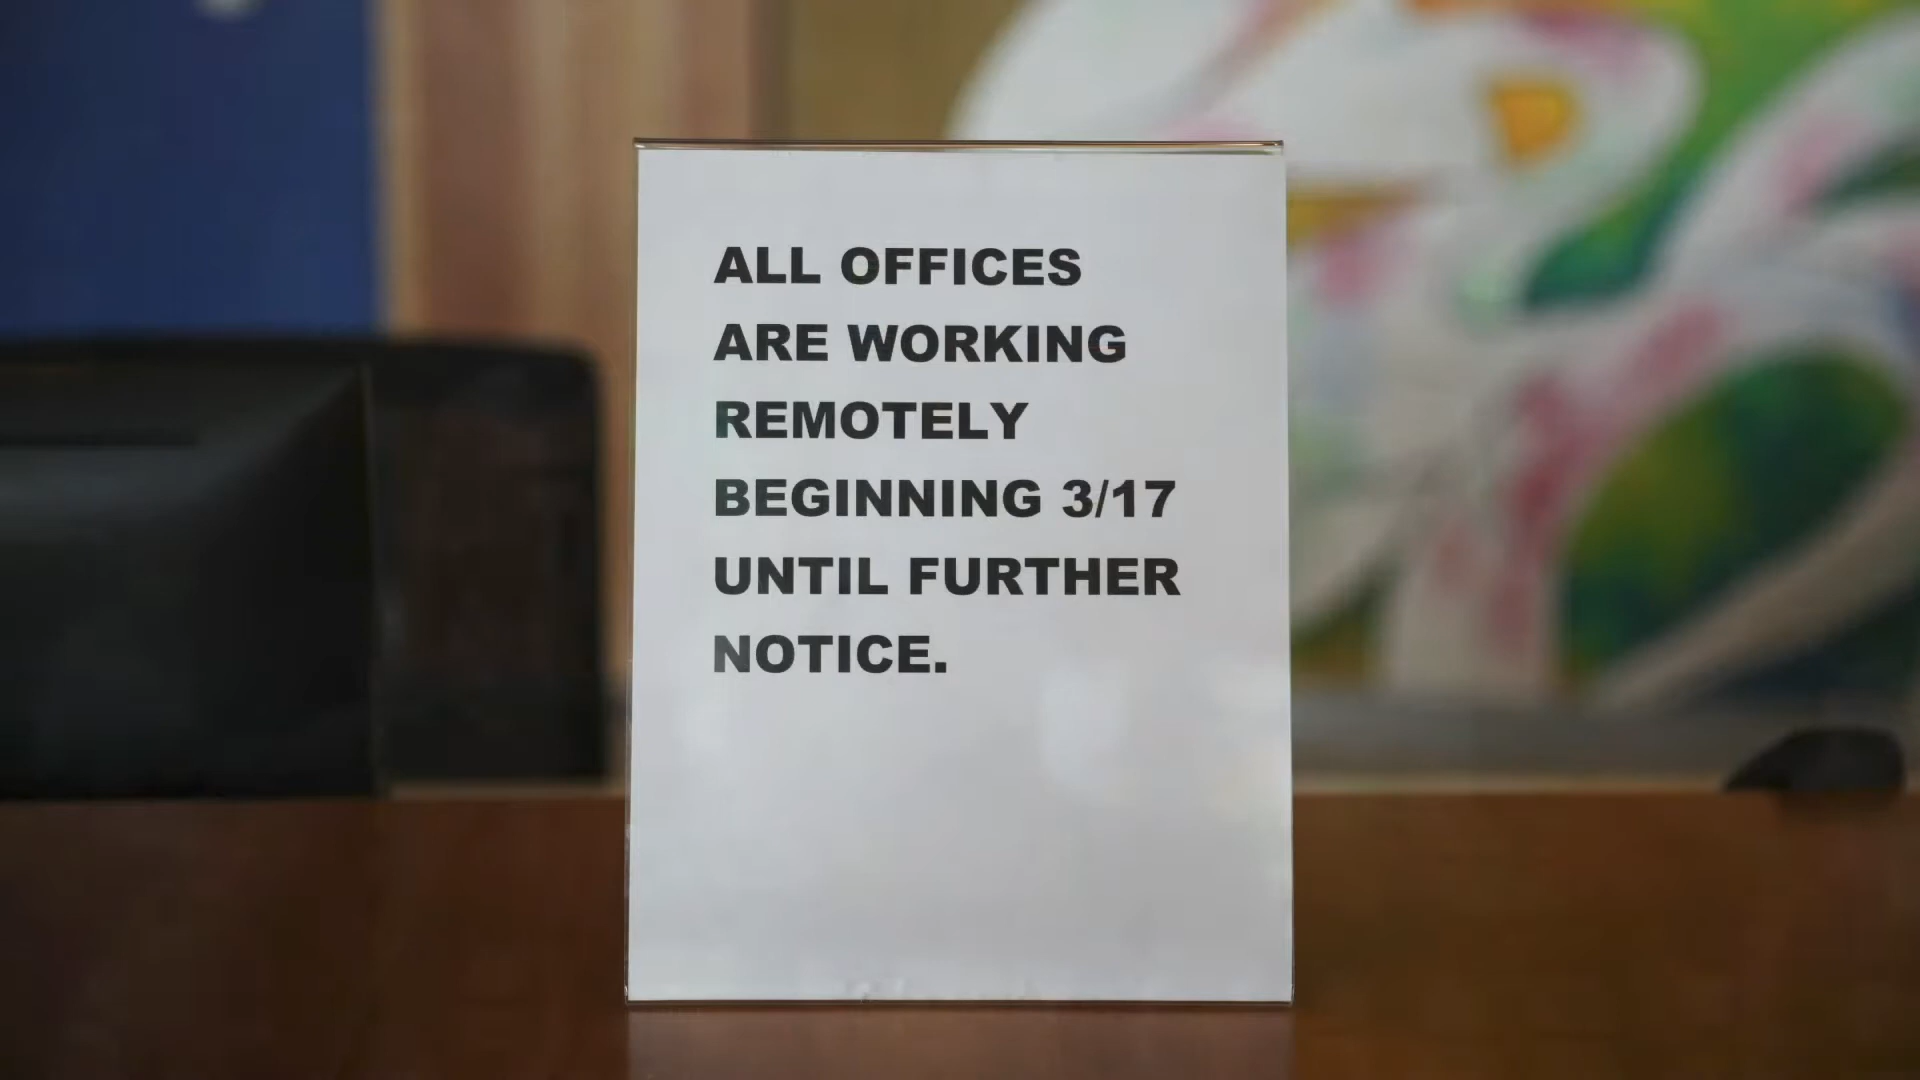 ALL OFFICES
ARE WORKING
REMOTELY
BEGINNING 3/17
UNTIL FURTHER
NOTICE.